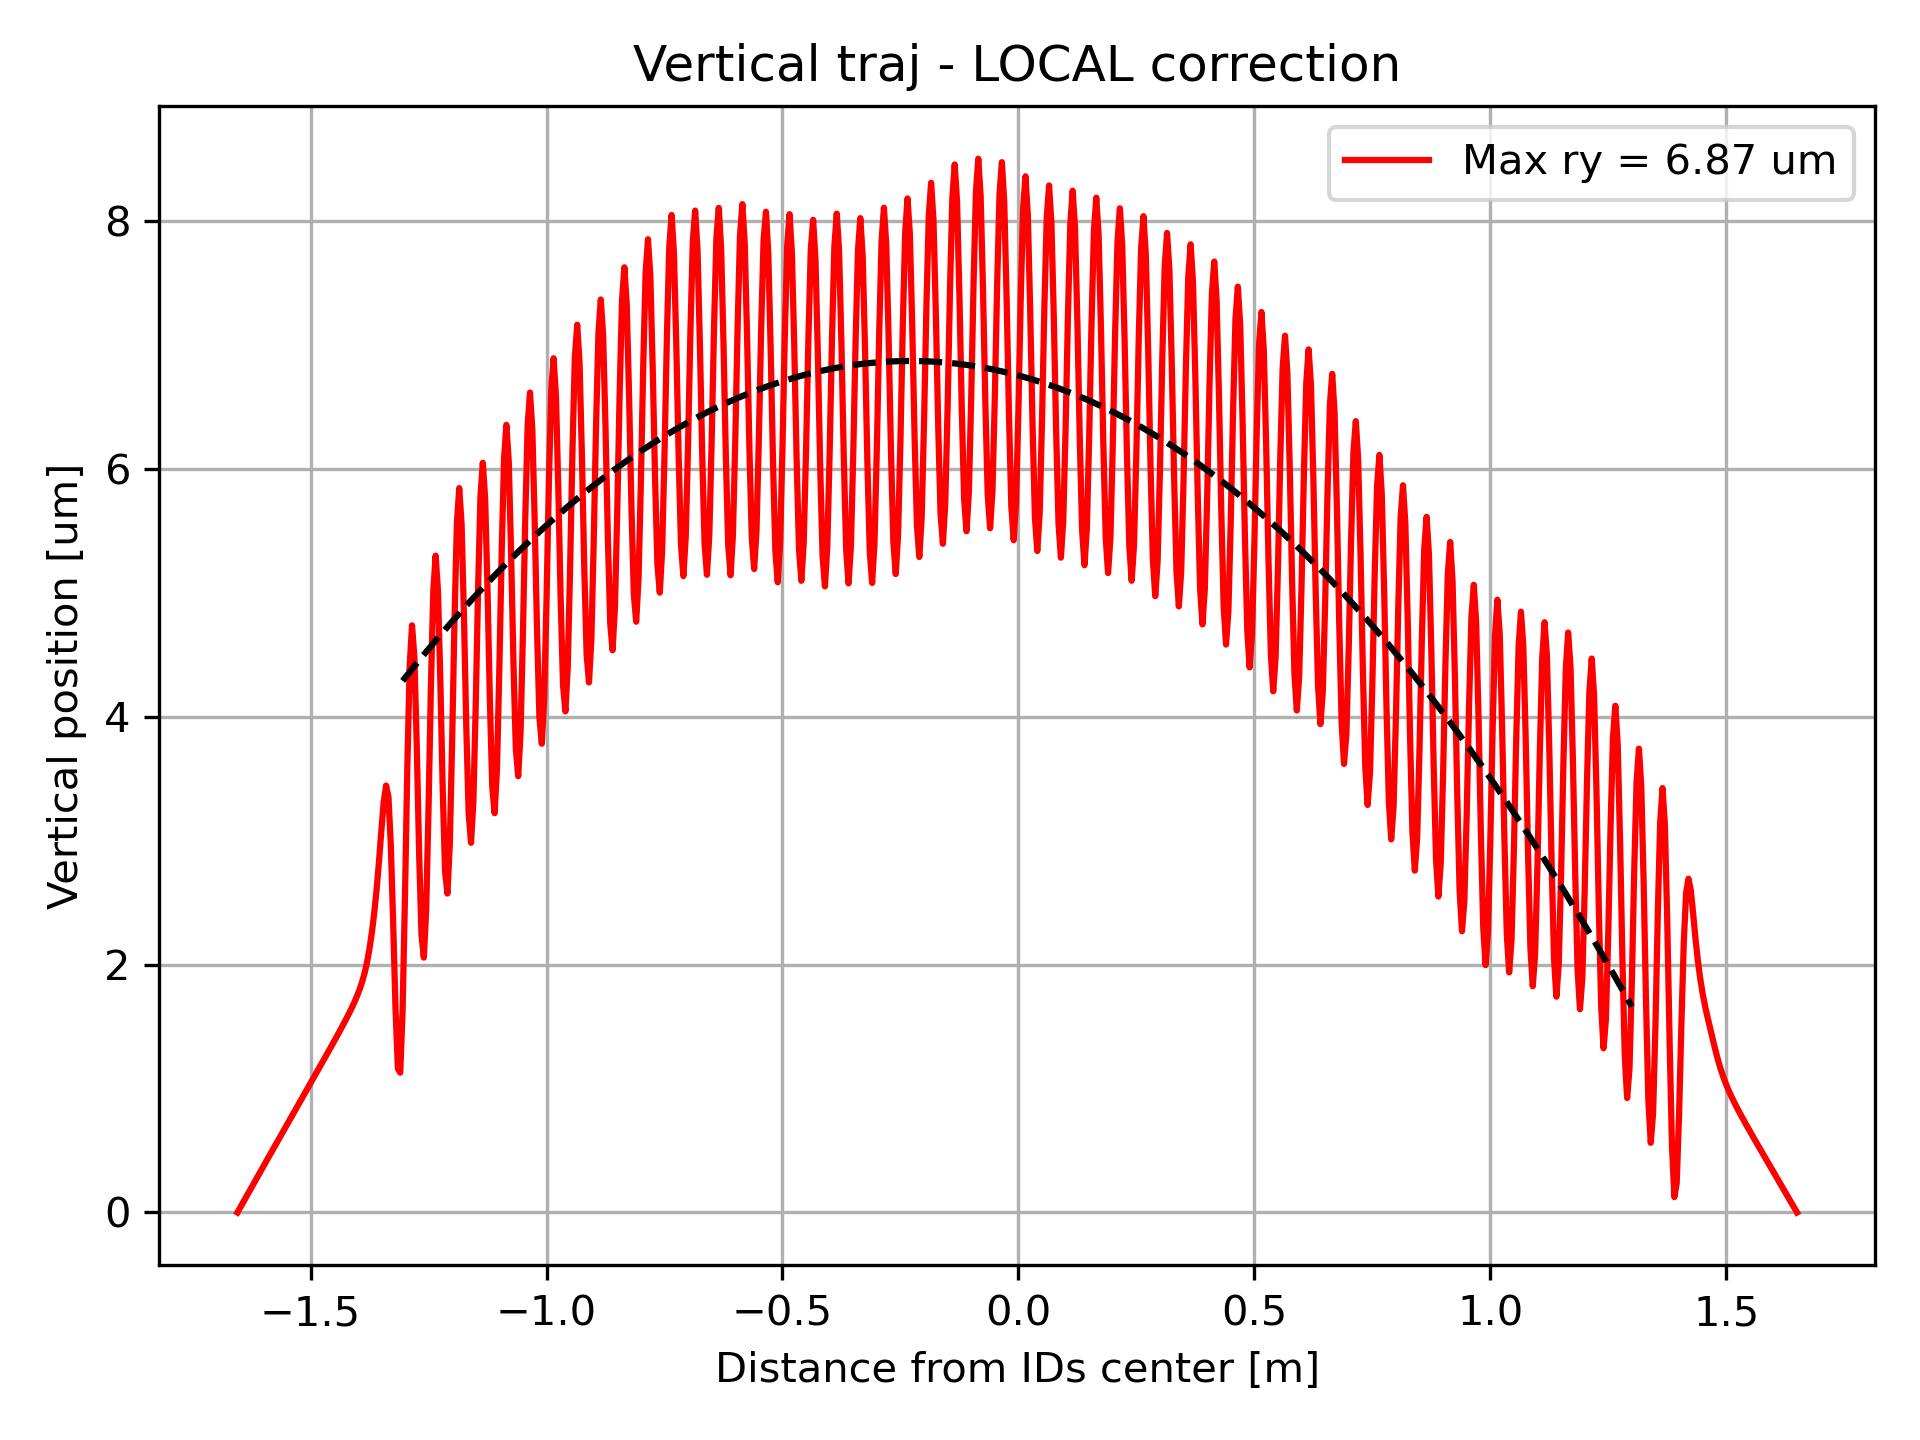 Vertical traj - LOCAL correction
Max ry = 6.87 um
Vertical position [um]
8
6
4
2
0
−1.5 −1.0 −0.5 0.0 0.5 1.0 1.5
Distance from IDs center [m]